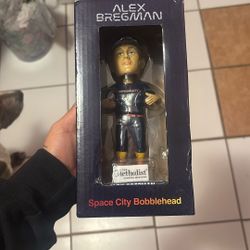 ALEX
BREGMAN
Methodist
Space City Bobblehead